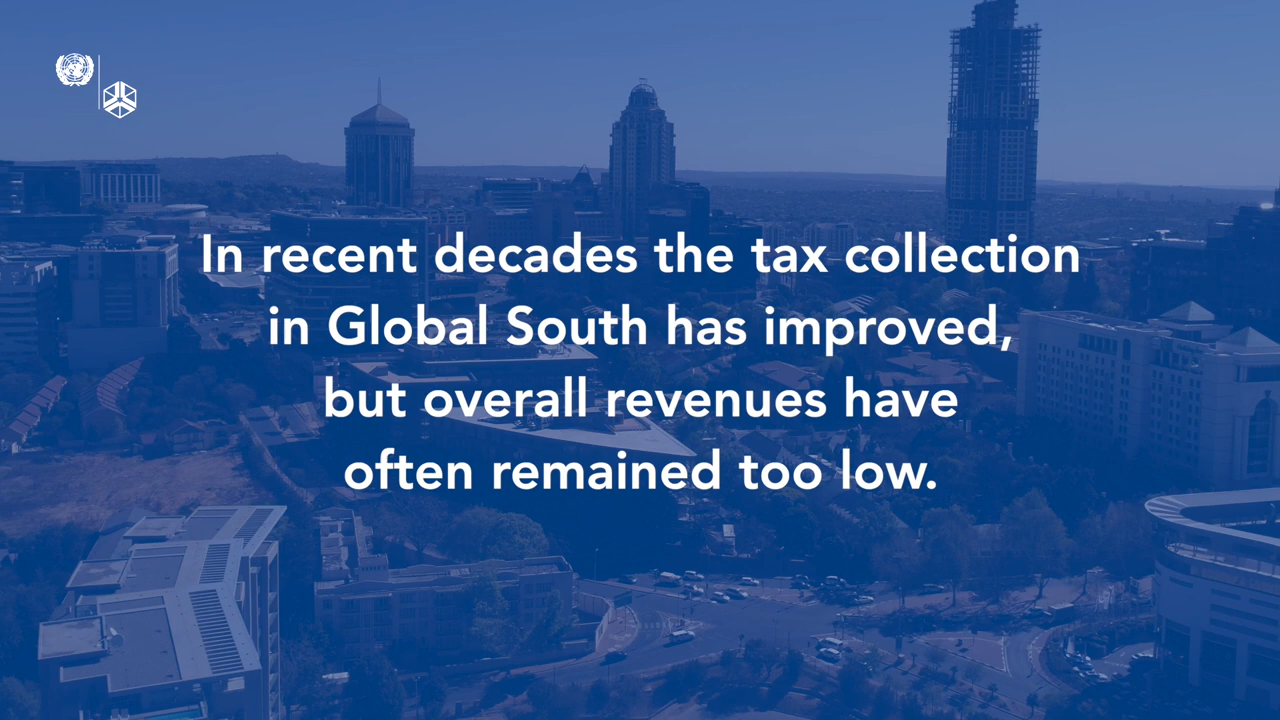 In recent decades the tax collection
in Global South has improved,
but overall revenues have
often remained too low.